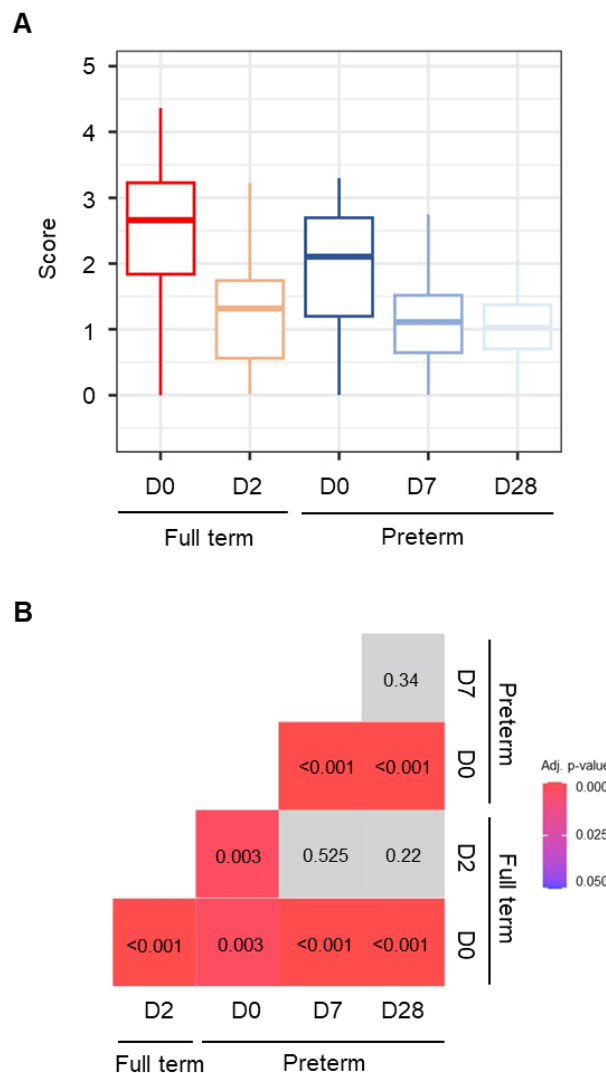 A
5
4
3
2
1
0
Score
D0 D2 D0 D7 D28
Full term Preterm
B
0.34
D7
Preterm
<0.001 <0.001
D0
Adj. p-value
0.000
0.025
0.050
0.003 0.525 0.22
D2
Full term
<0.001 0.003 <0.001 <0.001
D0
D2 D0 D7 D28
Full term Preterm